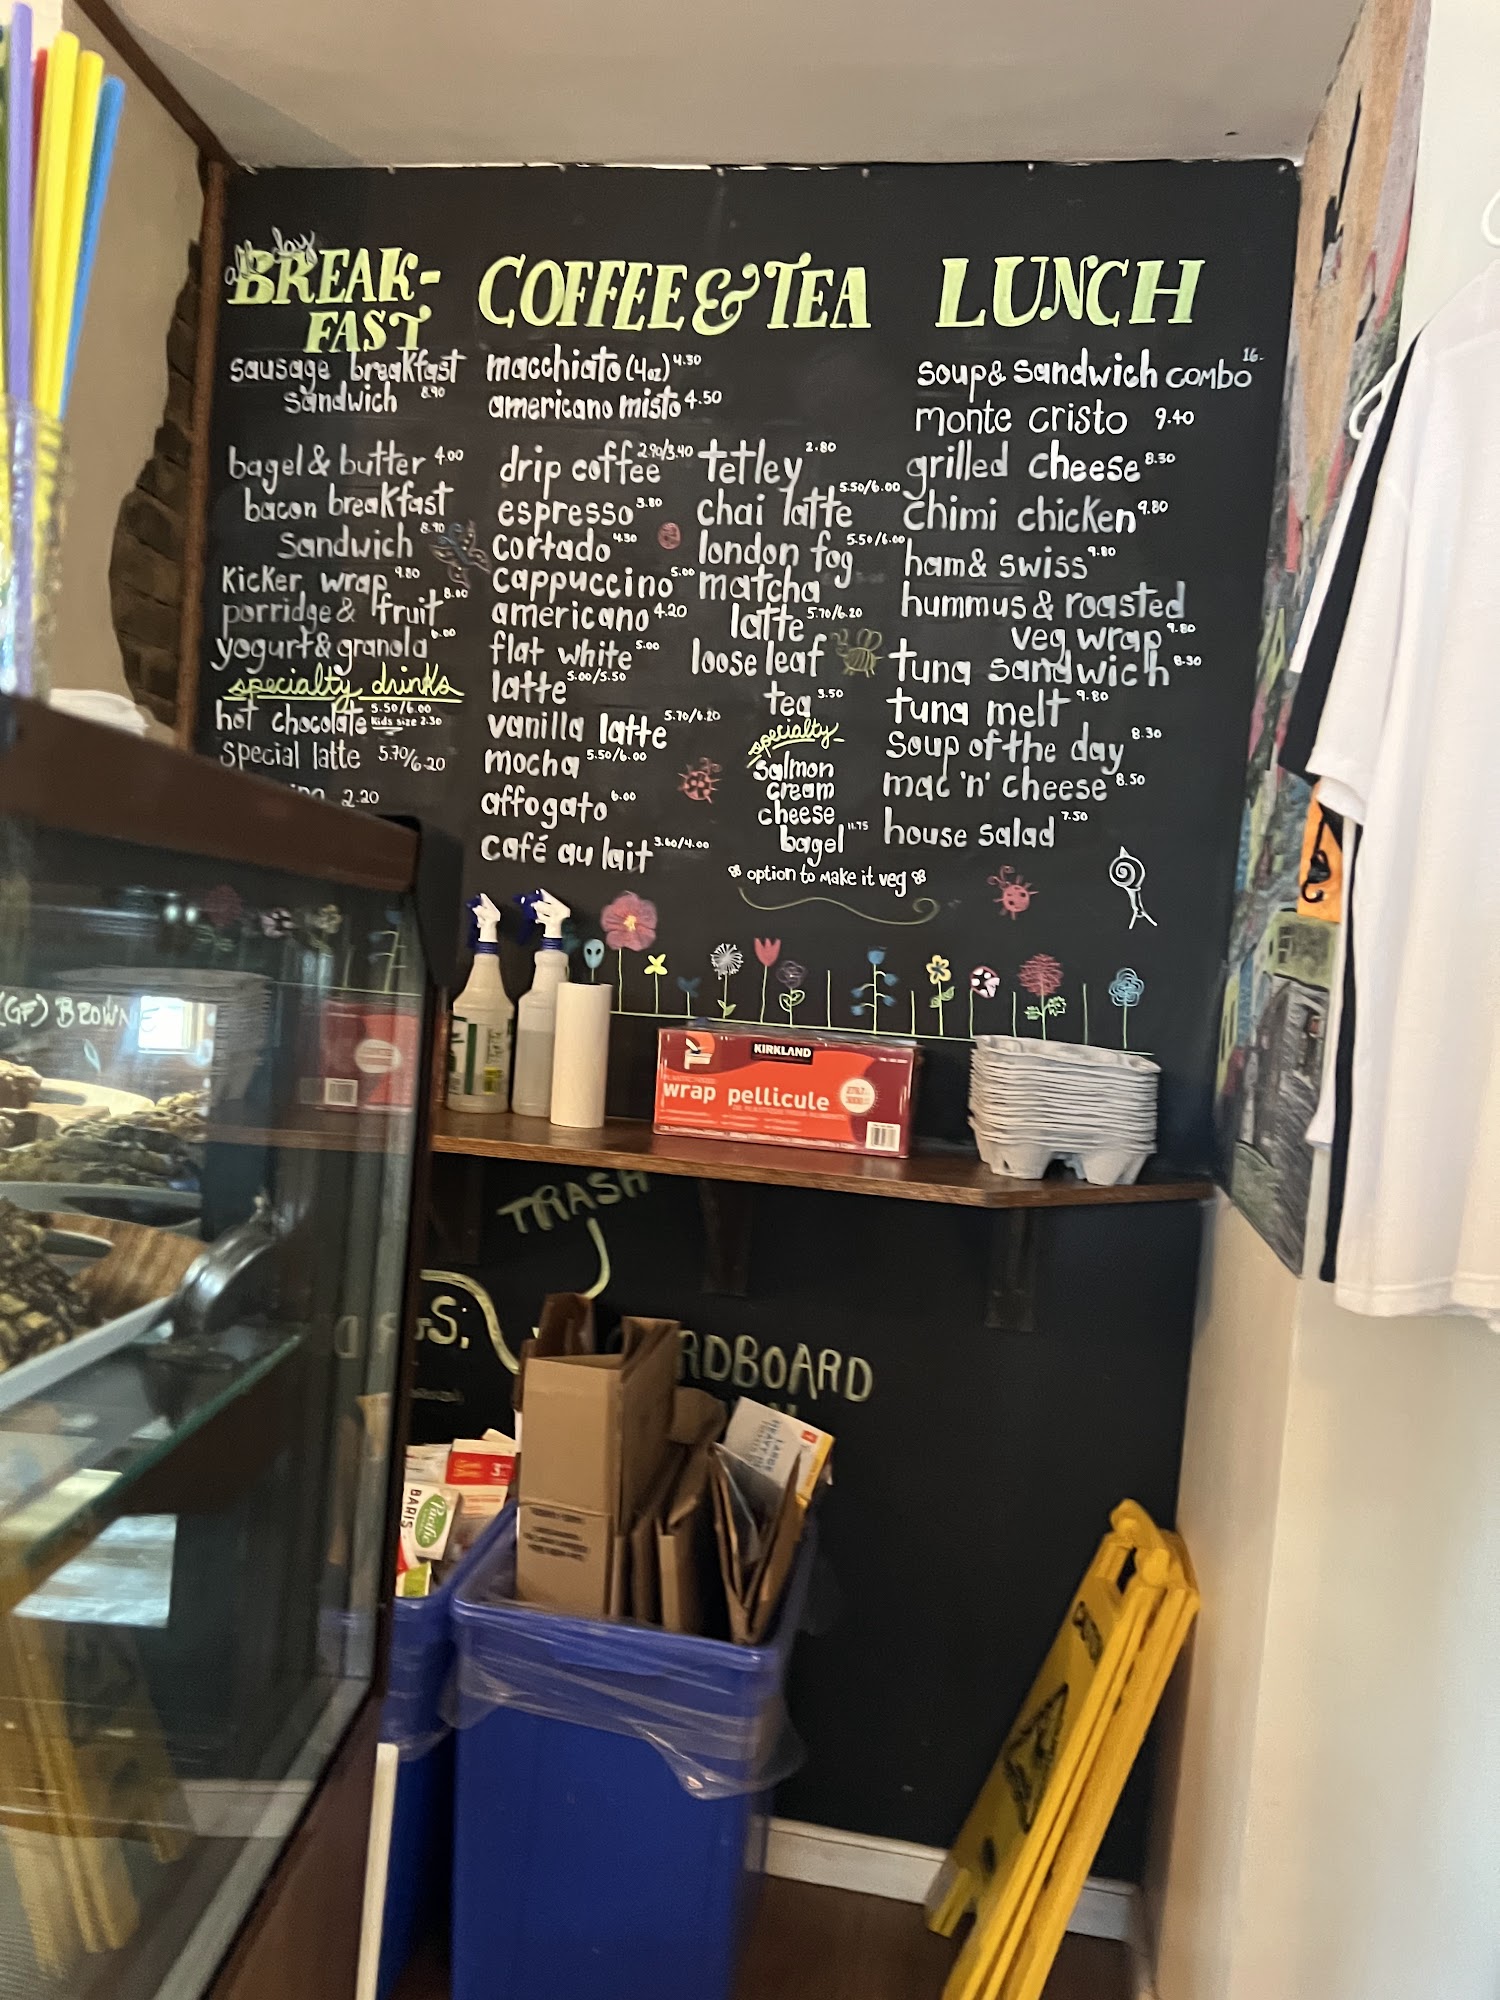 all day
BREAK-
FAST
sausage breakfast
sandwich 8.90
bagel & butter 4.00
bacon breakfast
sandwich 8.90
kicker wrap 9.80
porridge & fruit 8.00
yogurt & granola 6.00
specialty drinks
hot chocolate 5.50/6.00
Kids size 2.30
special latte 5.70/6.20
2.20
COFFEE & TEA
macchiato (4oz) 4.30
americano misto 4.50
drip coffee 2.90/3.40
espresso 3.80
cortado 4.30
cappuccino 5.00
americano 4.20
flat white 5.00
latte 5.00/5.50
vanilla latte 5.70/6.20
mocha 5.50/6.00
affogato 6.00
café au lait 3.60/4.00
tetley 2.80
chai latte 5.50/6.00
london fog 5.50/6.00
matcha
latte 5.70/6.20
loose leaf
tea 3.50
specialty
salmon
cream
cheese
bagel 11.75
option to make it veg
LUNCH
soup & sandwich combo 16.-
monte cristo 9.40
grilled cheese 8.30
chimi chicken 9.80
ham & swiss 9.80
hummus & roasted
veg wrap 9.80
tuna sandwich 8.30
tuna melt 9.80
soup of the day 8.30
mac 'n' cheese 8.50
house salad 7.50
(GF) BROWNIE
KIRKLAND
wrap pellicule
TRASH
GS;
RDBOARD
Pacific
BARIS